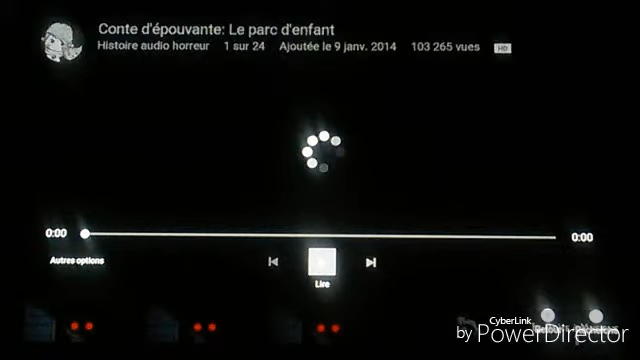 Conte d'épouvante: Le parc d'enfant
Histoire audio horreur 1 sur 24 Ajoutée le 9 janv. 2014 103 265 vues HD
0:00 0:00
Autres options
Lire
CyberLink
by PowerDirector